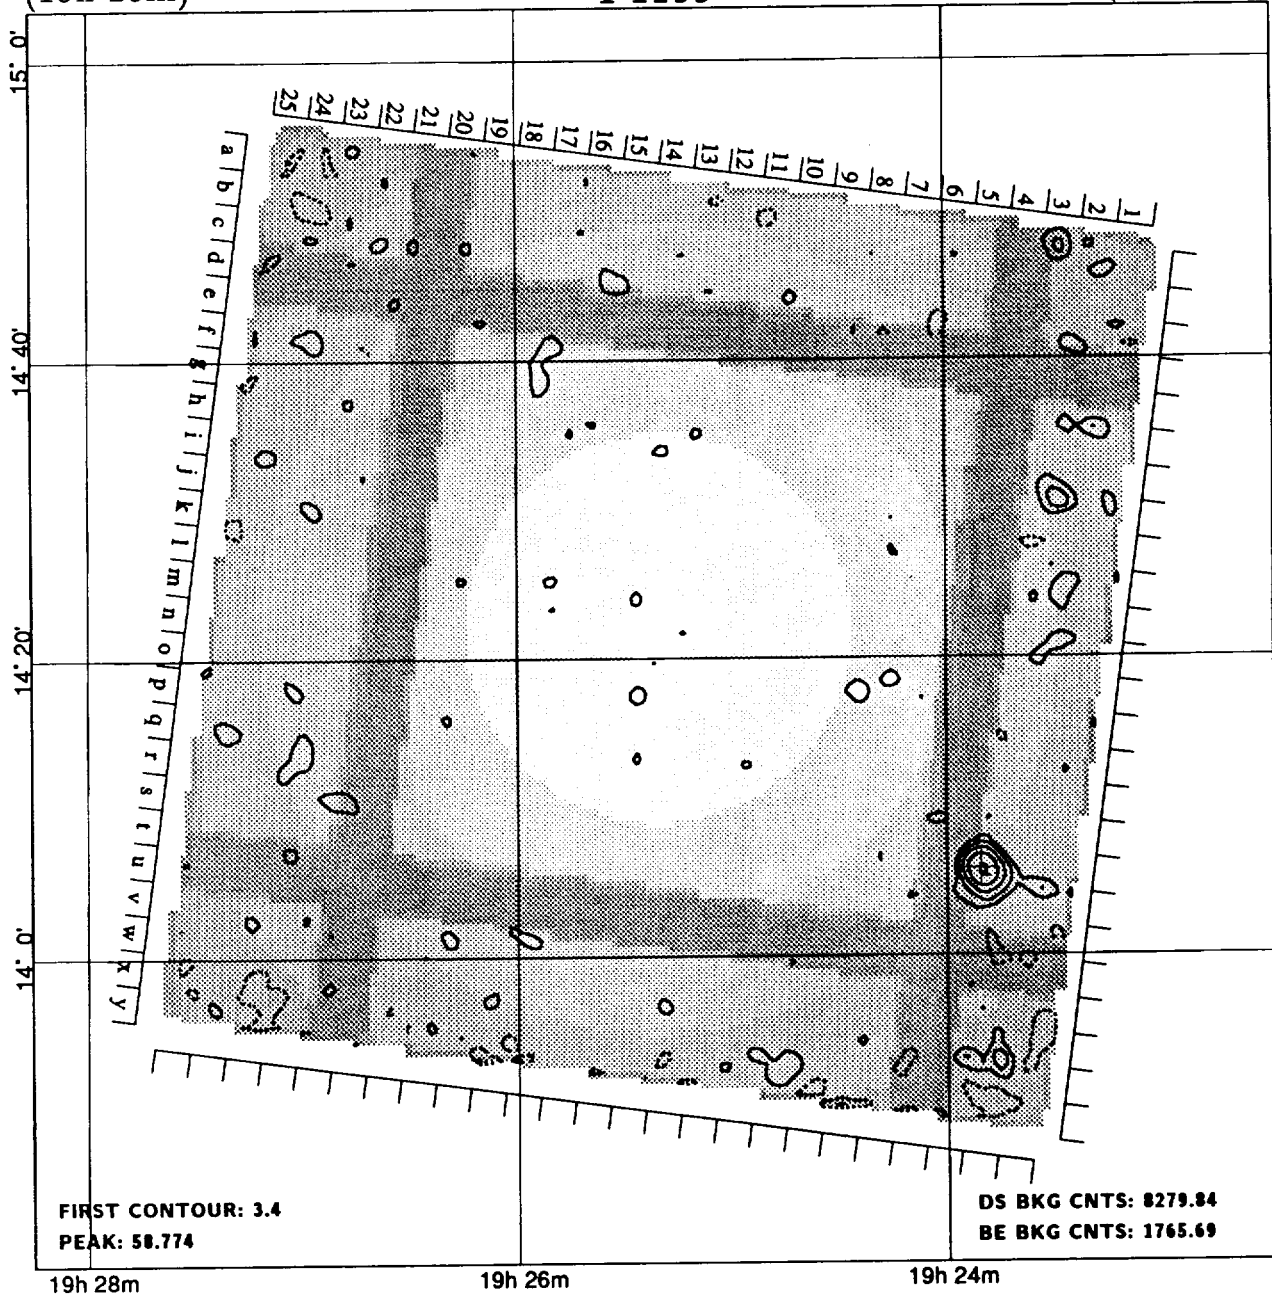 15° 0'
25 24 23 22 21 20 19 18 17 16 15 14 13 12 11 10 9 8 7 6 5 4 3 2 1
a b c d e f g h i j k l m n o p q r s t u v w x y
14° 40'
14° 20'
14° 0'
FIRST CONTOUR: 3.4
PEAK: 58.774
DS BKG CNTS: 8279.84
BE BKG CNTS: 1765.69
19h 28m 19h 26m 19h 24m